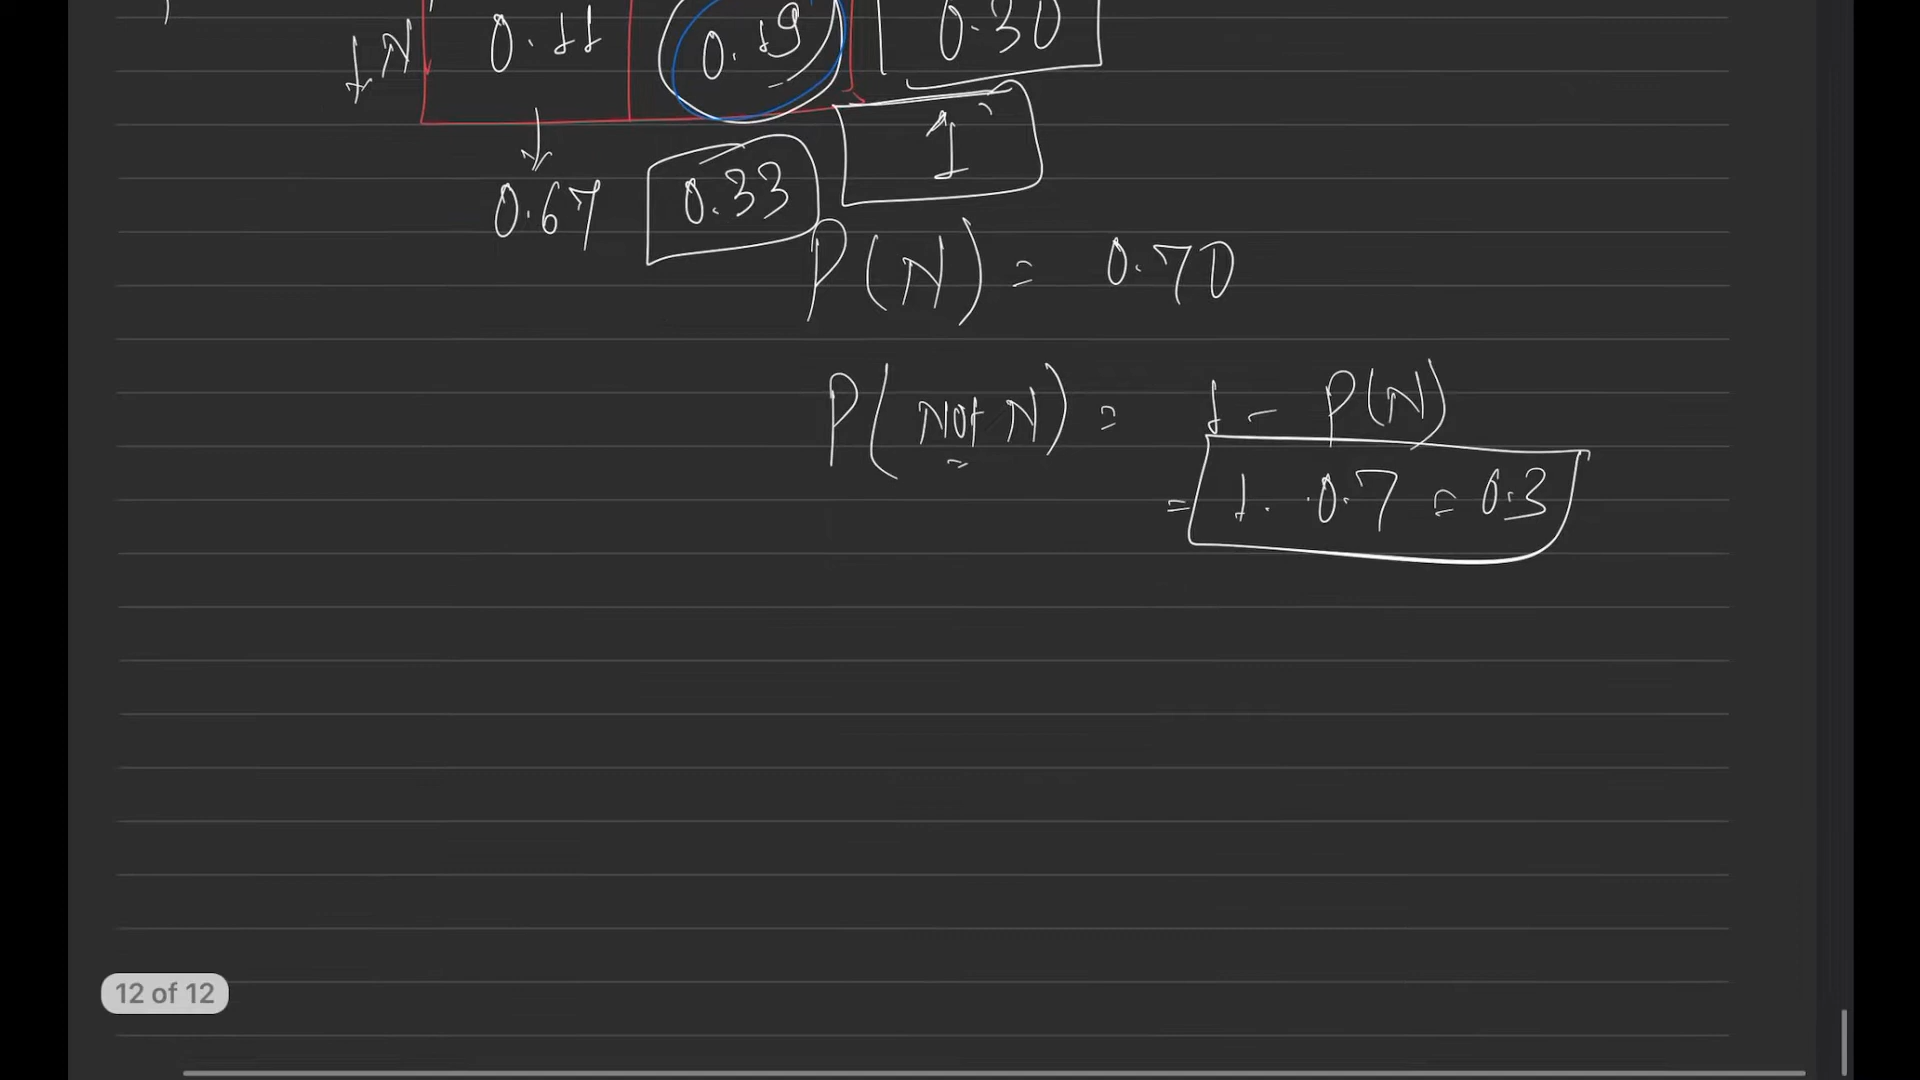 ¬N 0.11 0.19 0.30
0.67 0.33 1
P(N) = 0.70
P(Not N) = 1 - P(N)
= 1 - 0.7 = 0.3
12 of 12